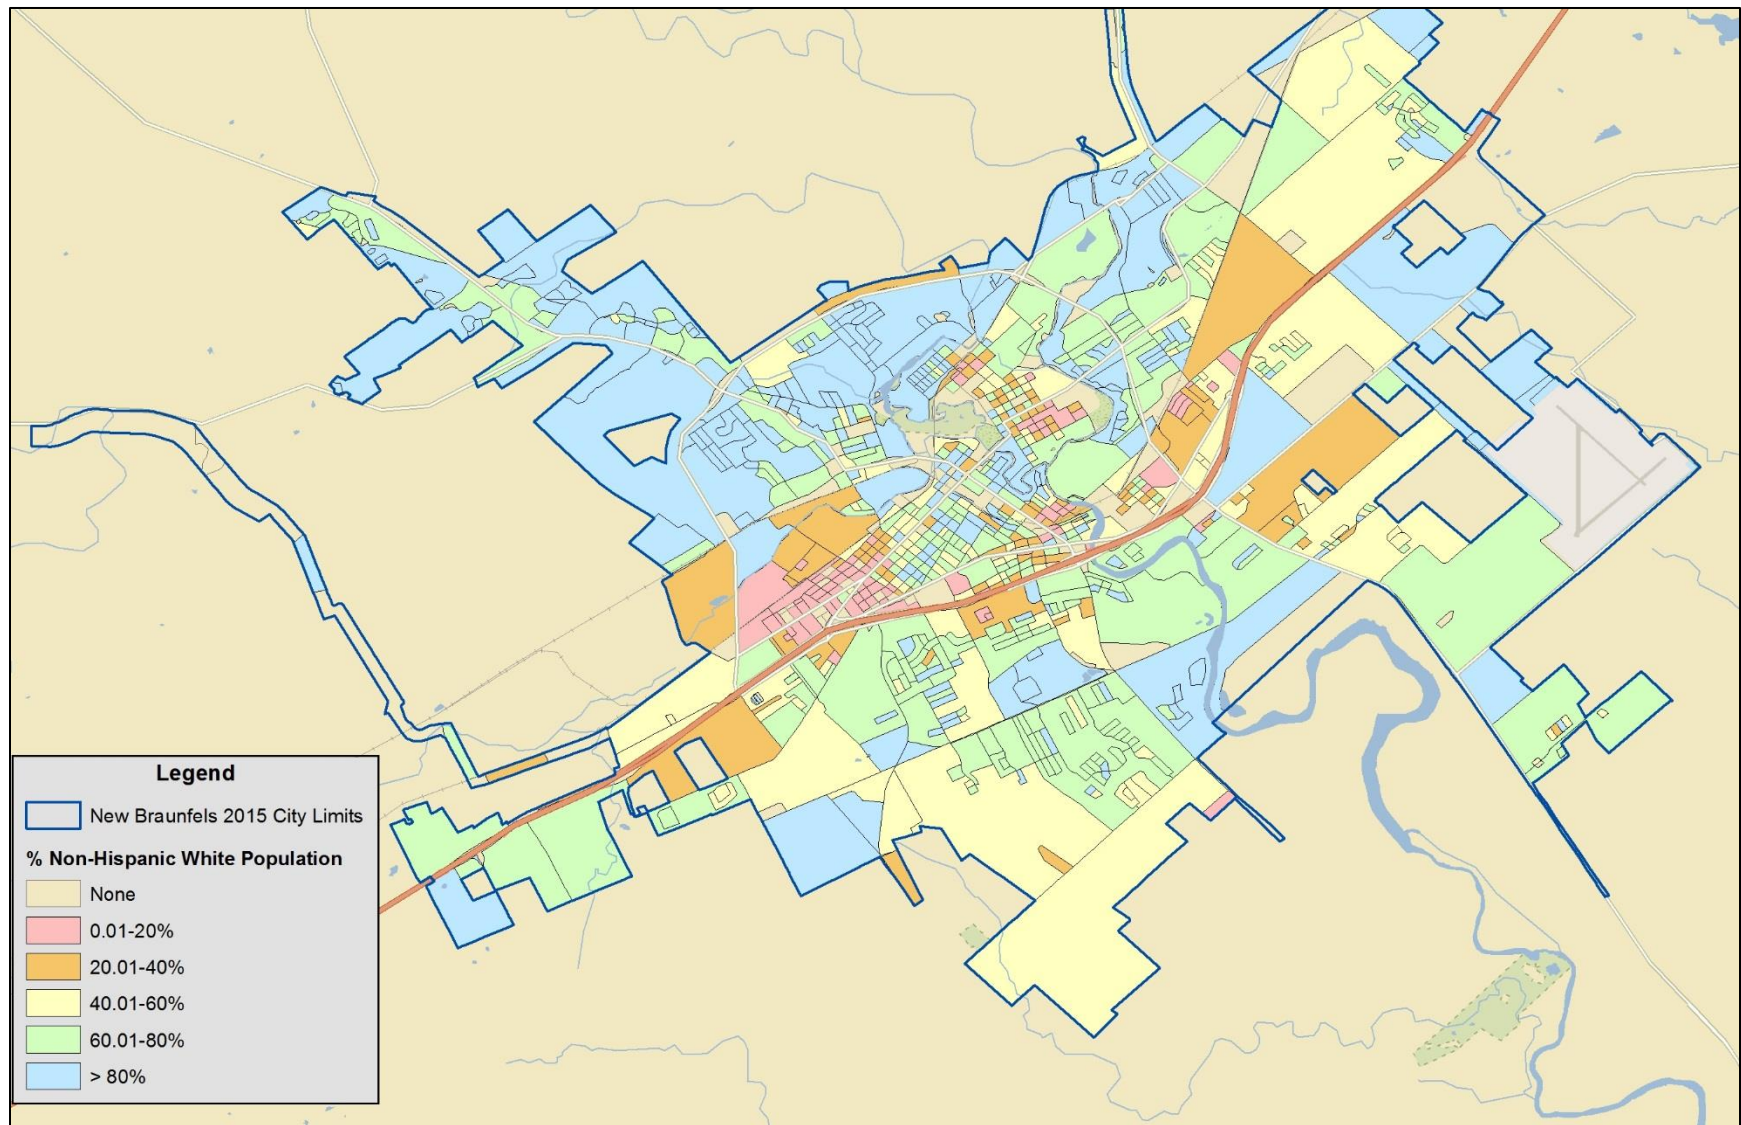 Legend
New Braunfels 2015 City Limits
% Non-Hispanic White Population
None
0.01-20%
20.01-40%
40.01-60%
60.01-80%
> 80%